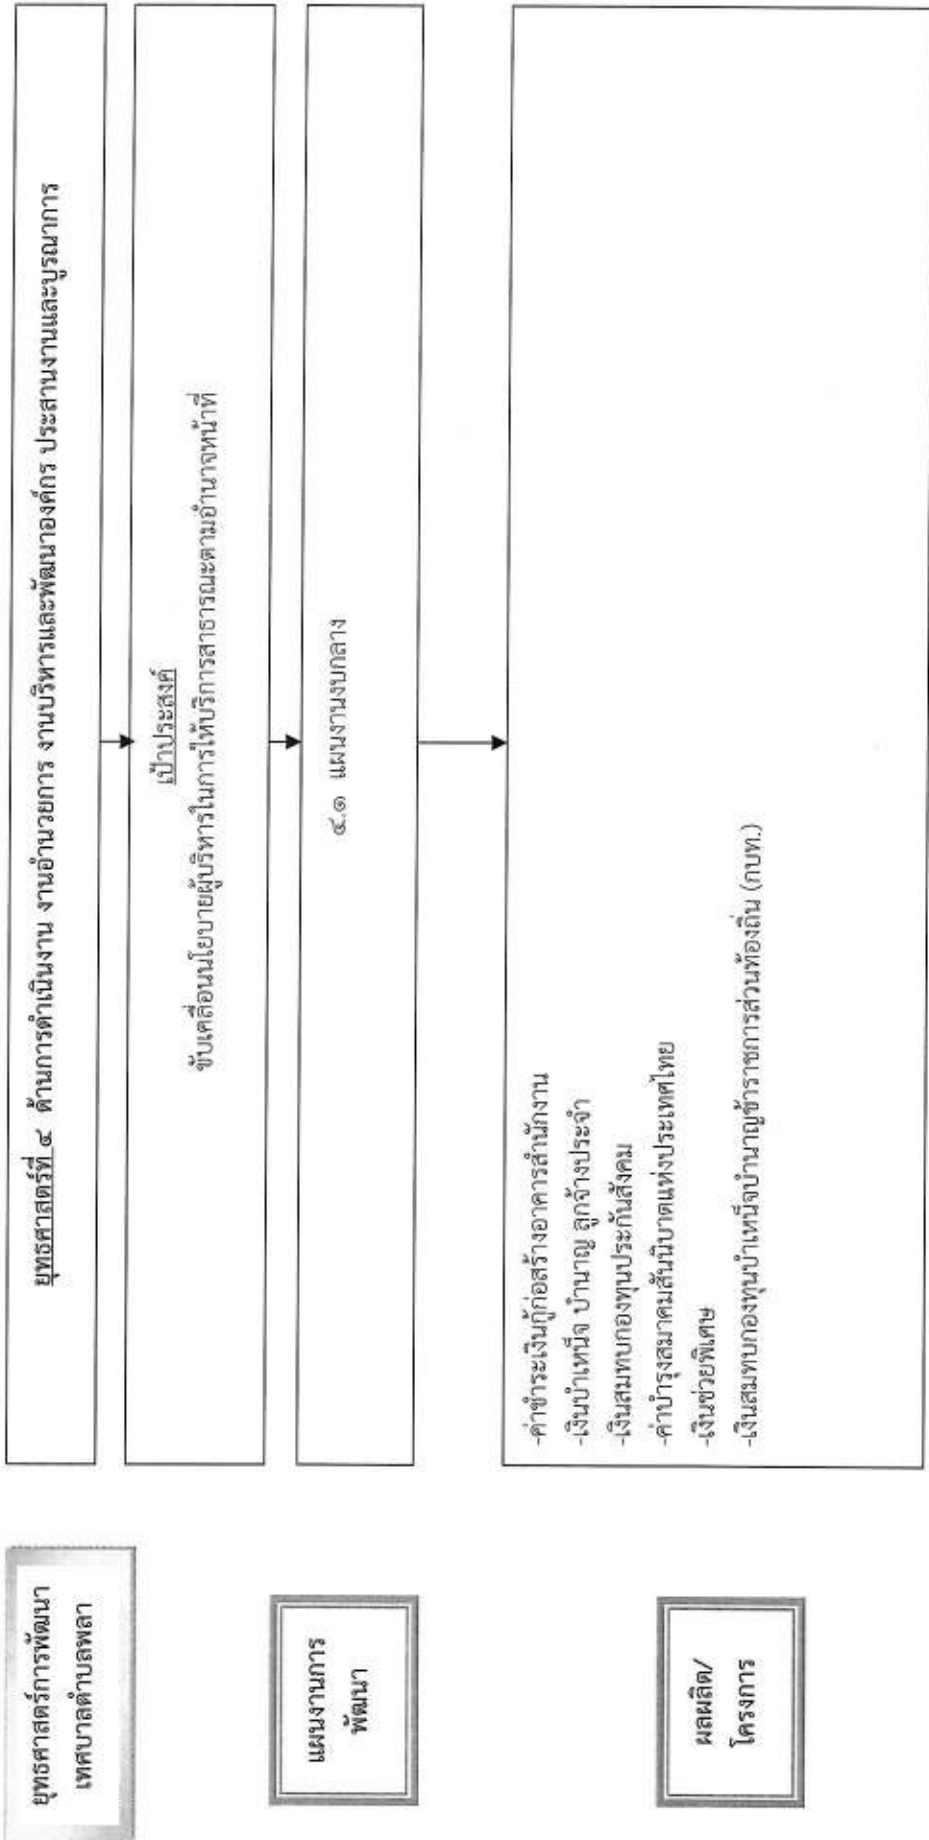 ยุทธศาสตร์การพัฒนา
เทศบาลตำบลพลา
ยุทธศาสตร์ที่ ๔ ด้านการดำเนินงาน งานอำนวยการ งานบริหารและพัฒนาองค์กร ประสานงานและบูรณาการ
เป้าประสงค์
ขับเคลื่อนนโยบายผู้บริหารในการให้บริการสาธารณะตามอำนาจหน้าที่
แผนงานการ
พัฒนา
๔.๑ แผนงานงบกลาง
ผลผลิต/
โครงการ
-ค่าชำระเงินกู้ก่อสร้างอาคารสำนักงาน
-เงินบำเหน็จ บำนาญ ลูกจ้างประจำ
-เงินสมทบกองทุนประกันสังคม
-ค่าบำรุงสมาคมสันนิบาตแห่งประเทศไทย
-เงินช่วยพิเศษ
-เงินสมทบกองทุนบำเหน็จบำนาญข้าราชการส่วนท้องถิ่น (กบท.)